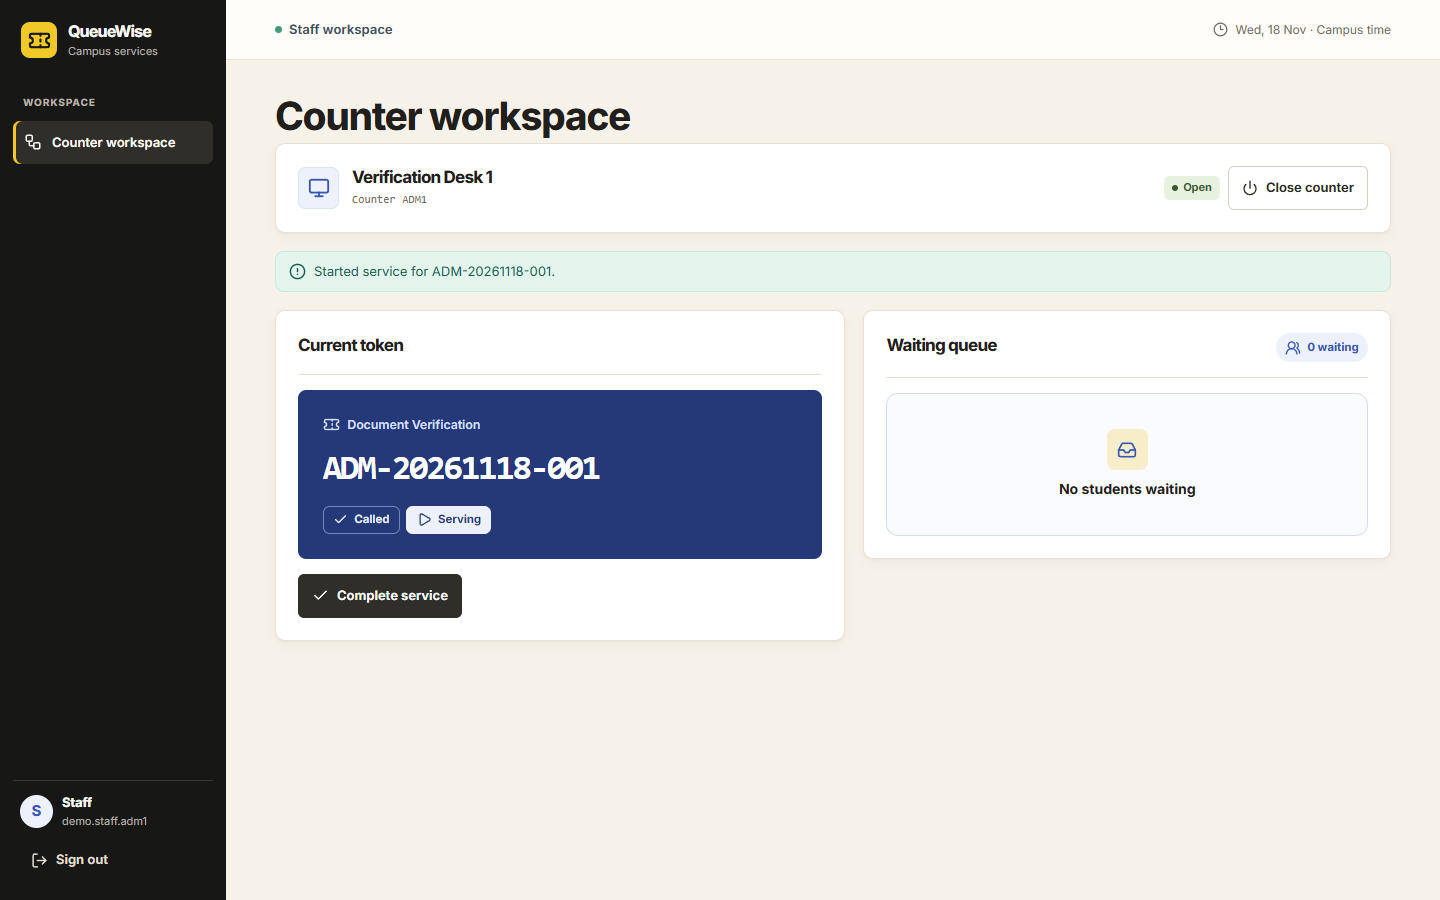 QueueWise
Campus services
WORKSPACE
Counter workspace
Staff
demo.staff.adm1
Sign out
Staff workspace
Wed, 18 Nov · Campus time
Counter workspace
Verification Desk 1
Counter ADM1
Open
Close counter
Started service for ADM-20261118-001.
Current token
Document Verification
ADM-20261118-001
Called
Serving
Complete service
Waiting queue
0 waiting
No students waiting
S